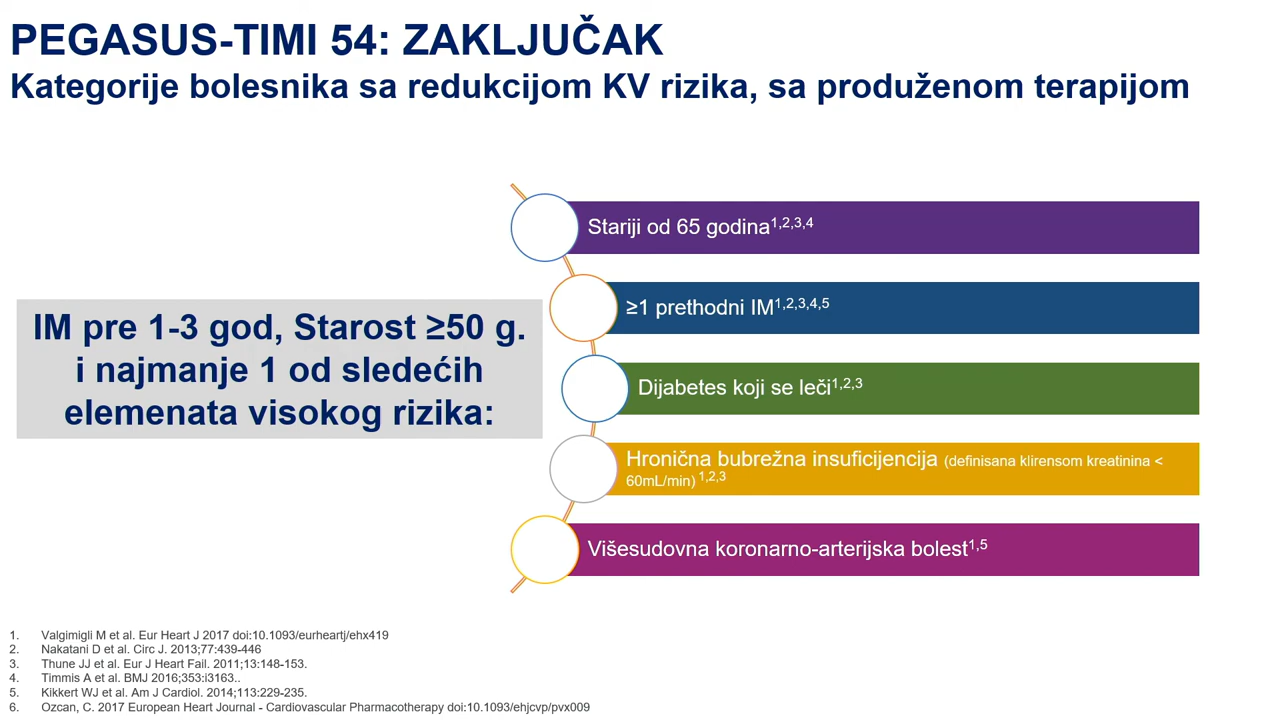 PEGASUS-TIMI 54: ZAKLJUČAK
Kategorije bolesnika sa redukcijom KV rizika, sa produženom terapijom
IM pre 1-3 god, Starost ≥50 g.
i najmanje 1 od sledećih
elemenata visokog rizika:
Stariji od 65 godina1,2,3,4
≥1 prethodni IM1,2,3,4,5
Dijabetes koji se leči1,2,3
Hronična bubrežna insuficijencija (definisana klirensom kreatinina <
60mL/min) 1,2,3
Višesudovna koronarno-arterijska bolest1,5
1. Valgimigli M et al. Eur Heart J 2017 doi:10.1093/eurheartj/ehx419
2. Nakatani D et al. Circ J. 2013;77:439-446
3. Thune JJ et al. Eur J Heart Fail. 2011;13:148-153.
4. Timmis A et al. BMJ 2016;353:i3163..
5. Kikkert WJ et al. Am J Cardiol. 2014;113:229-235.
6. Ozcan, C. 2017 European Heart Journal - Cardiovascular Pharmacotherapy doi:10.1093/ehjcvp/pvx009